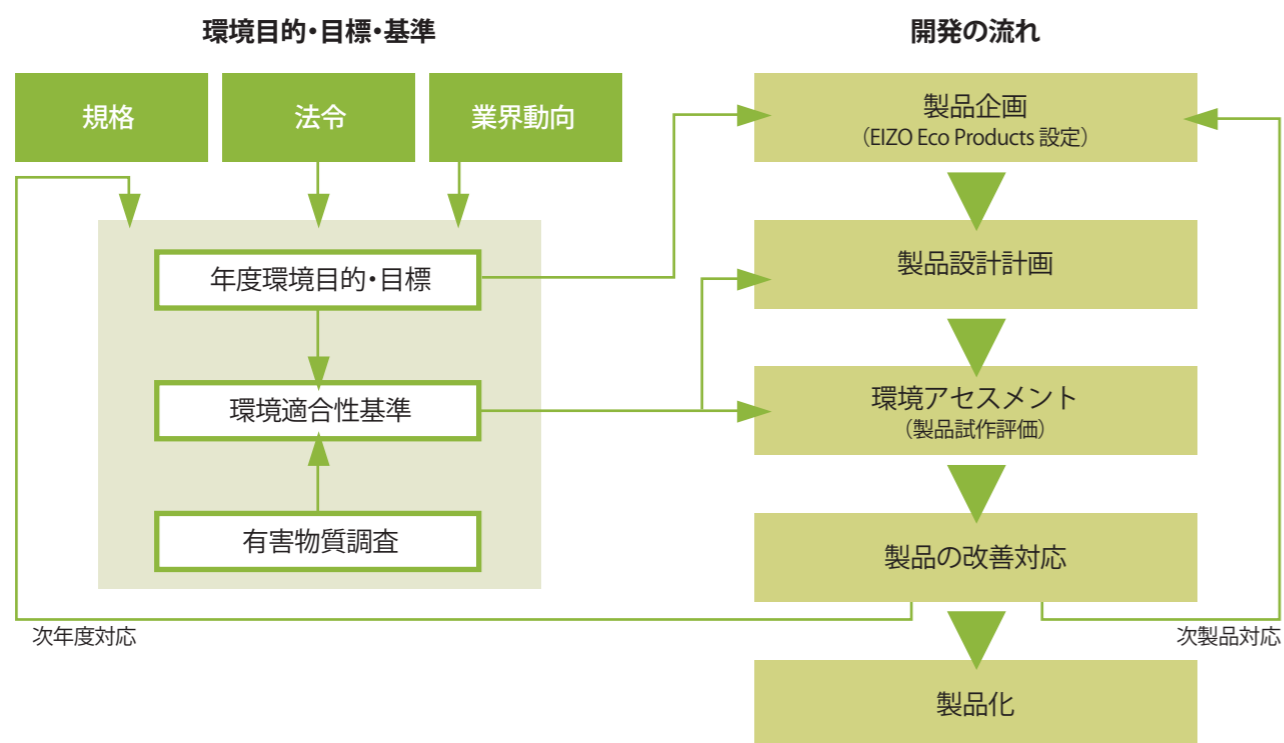 環境目的・目標・基準
規格
法令
業界動向
年度環境目的・目標
環境適合性基準
有害物質調査
次年度対応
開発の流れ
製品企画
（EIZO Eco Products 設定）
製品設計計画
環境アセスメント
（製品試作評価）
製品の改善対応
次製品対応
製品化